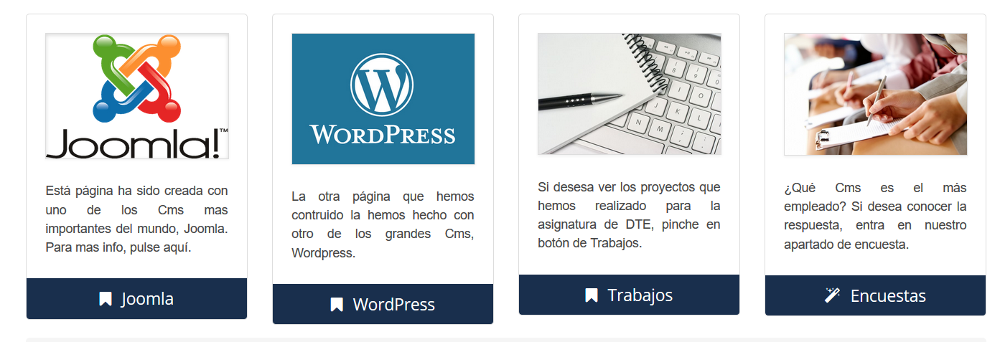 Joomla!™
Está página ha sido creada con
uno de los Cms mas
importantes del mundo, Joomla.
Para mas info, pulse aquí.
Joomla
WORDPRESS
La otra página que hemos
contruido la hemos hecho con
otro de los grandes Cms,
Wordpress.
WordPress
Si desesa ver los proyectos que
hemos realizado para la
asignatura de DTE, pinche en
botón de Trabajos.
Trabajos
¿Qué Cms es el más
empleado? Si desea conocer la
respuesta, entra en nuestro
apartado de encuesta.
Encuestas